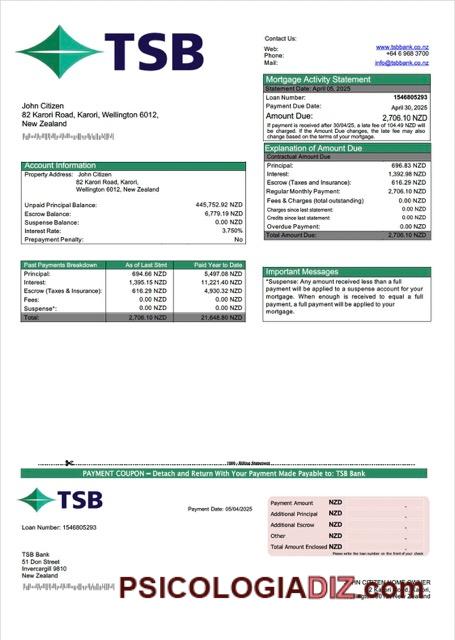 TSB
Contact Us:
Web: www.tsbbank.co.nz
Phone: +64 6 968 3700
Mail: info@tsbbank.co.nz
Mortgage Activity Statement
Statement Date: April 05, 2025
Loan Number: 1546805293
Payment Due Date: April 30, 2025
Amount Due: 2,706.10 NZD
If payment is received after 30/04/25, a late fee of 104.49 NZD will
be charged. If the Amount Due changes, the late fee may also
change based on the terms of your mortgage.
John Citizen
82 Karori Road, Karori, Wellington 6012,
New Zealand
Explanation of Amount Due
Contractual Amount Due
Principal: 696.83 NZD
Interest: 1,392.98 NZD
Escrow (Taxes and Insurance): 616.29 NZD
Regular Monthly Payment: 2,706.10 NZD
Fees & Charges (total outstanding): 0.00 NZD
Charges since last statement: 0.00 NZD
Credits since last statement: 0.00 NZD
Overdue Payment: 0.00 NZD
Total Amount Due: 2,706.10 NZD
Account Information
Property Address: John Citizen
82 Karori Road, Karori,
Wellington 6012, New Zealand
Unpaid Principal Balance: 445,752.92 NZD
Escrow Balance: 6,779.19 NZD
Suspense Balance: 0.00 NZD
Interest Rate: 3.750%
Prepayment Penalty: No
Past Payments Breakdown As of Last Stmt Paid Year to Date
Principal: 694.66 NZD 5,497.08 NZD
Interest: 1,395.15 NZD 11,221.40 NZD
Escrow (Taxes & Insurance): 616.29 NZD 4,930.32 NZD
Fees: 0.00 NZD 0.00 NZD
Suspense*: 0.00 NZD 0.00 NZD
Total: 2,706.10 NZD 21,648.80 NZD
Important Messages
*Suspense: Any amount received less than a full
payment will be applied to a suspense account for your
mortgage. When enough is received to equal a full
payment, a full payment will be applied to your
mortgage.
PAYMENT COUPON – Detach and Return With Your Payment Made Payable to: TSB Bank
TSB
Payment Date: 05/04/2025
Loan Number: 1546805293
Payment Amount NZD -
Additional Principal NZD -
Additional Escrow NZD -
Other NZD -
Total Amount Enclosed NZD -
Please write the loan number on the front of your check
TSB Bank
51 Don Street
Invercargill 9810
New Zealand
PSICOLOGIADIZ.com